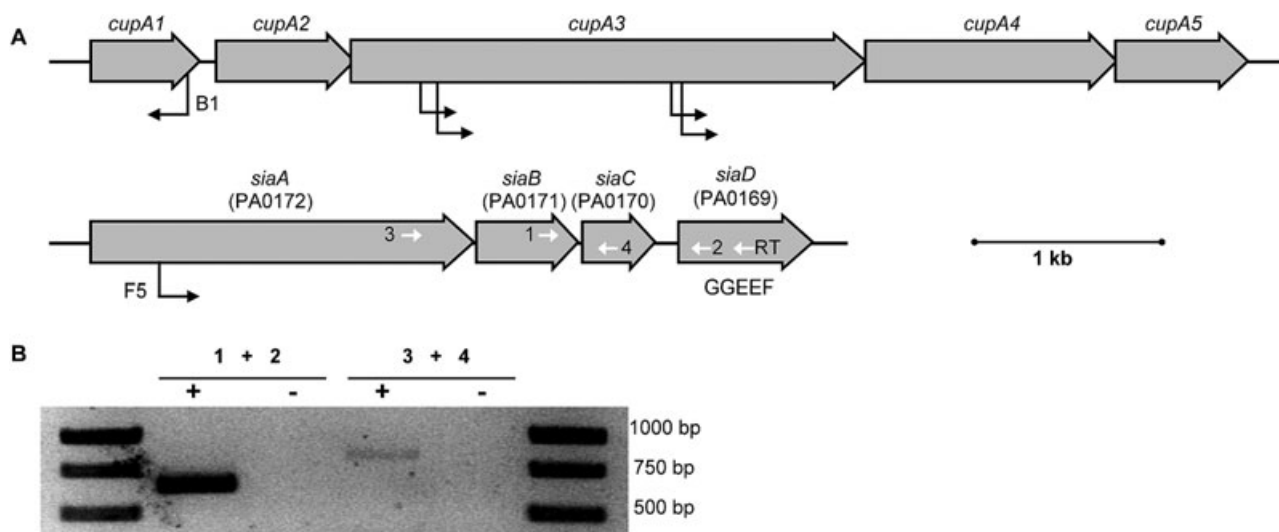 A
cupA1 cupA2 cupA3 cupA4 cupA5
B1
siaA siaB siaC siaD
(PA0172) (PA0171) (PA0170) (PA0169)
3 1 4 2 RT
F5 GGEEF 1 kb
B
1 + 2 3 + 4
+ - + -
1000 bp
750 bp
500 bp